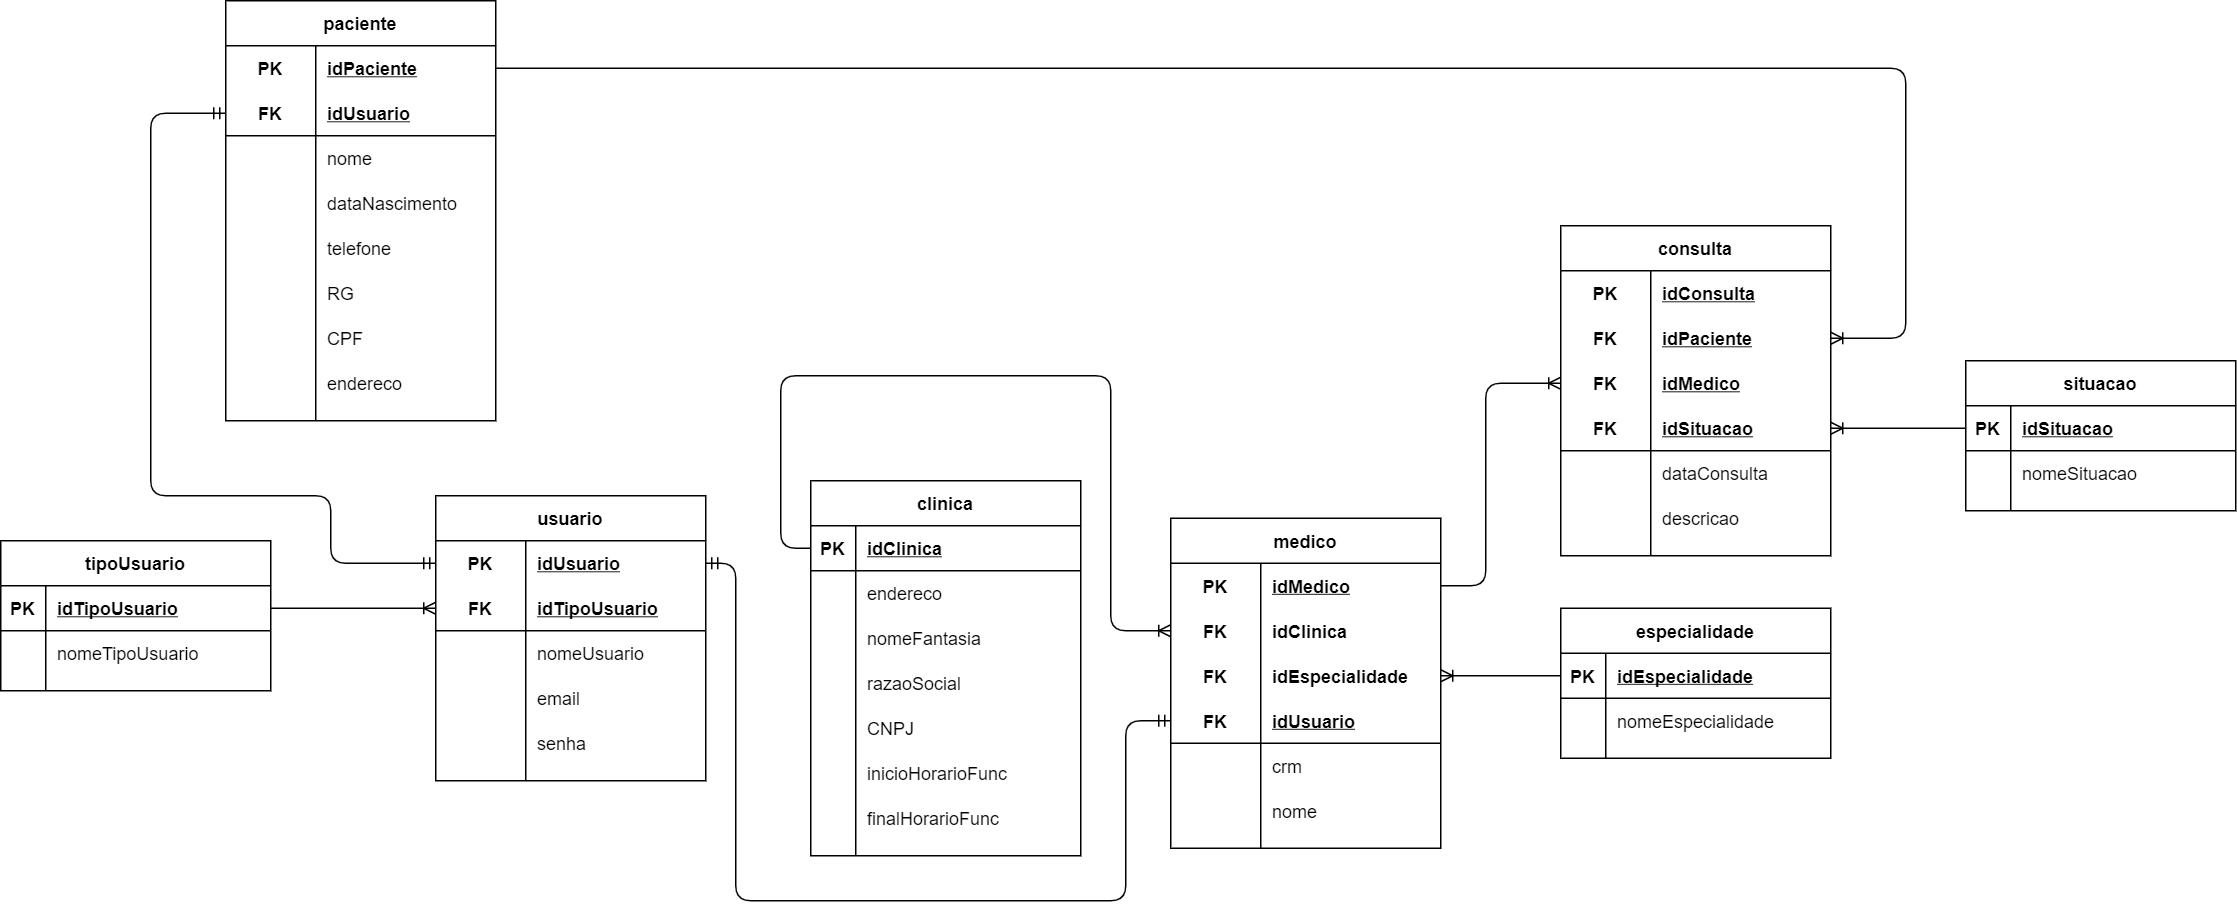 paciente
PK idPaciente
FK idUsuario
nome
dataNascimento
telefone
RG
CPF
endereco
tipoUsuario
PK idTipoUsuario
nomeTipoUsuario
usuario
PK idUsuario
FK idTipoUsuario
nomeUsuario
email
senha
clinica
PK idClinica
endereco
nomeFantasia
razaoSocial
CNPJ
inicioHorarioFunc
finalHorarioFunc
medico
PK idMedico
FK idClinica
FK idEspecialidade
FK idUsuario
crm
nome
consulta
PK idConsulta
FK idPaciente
FK idMedico
FK idSituacao
dataConsulta
descricao
especialidade
PK idEspecialidade
nomeEspecialidade
situacao
PK idSituacao
nomeSituacao